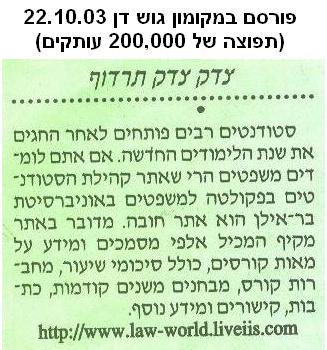 פורסם במקומון גוש דן 22.10.03
(תפוצה של 200,000 עותקים)
צדק צדק תרדוף
סטודנטים רבים פותחים לאחר החגים
את שנת הלימודים החדשה. אם אתם לומ־
דים משפטים הרי שאתר קהילת הסטודנ־
טים בפקולטה למשפטים באוניברסיטת
בר־אילן הוא אתר חובה. מדובר באתר
מקיף המכיל אלפי מסמכים ומידע על
מאות קורסים, כולל סיכומי שיעור, מחב־
רות קורס, מבחנים משנים קודמות, כת־
בות, קישורים ומידע נוסף.
http://www.law-world.liveiis.com